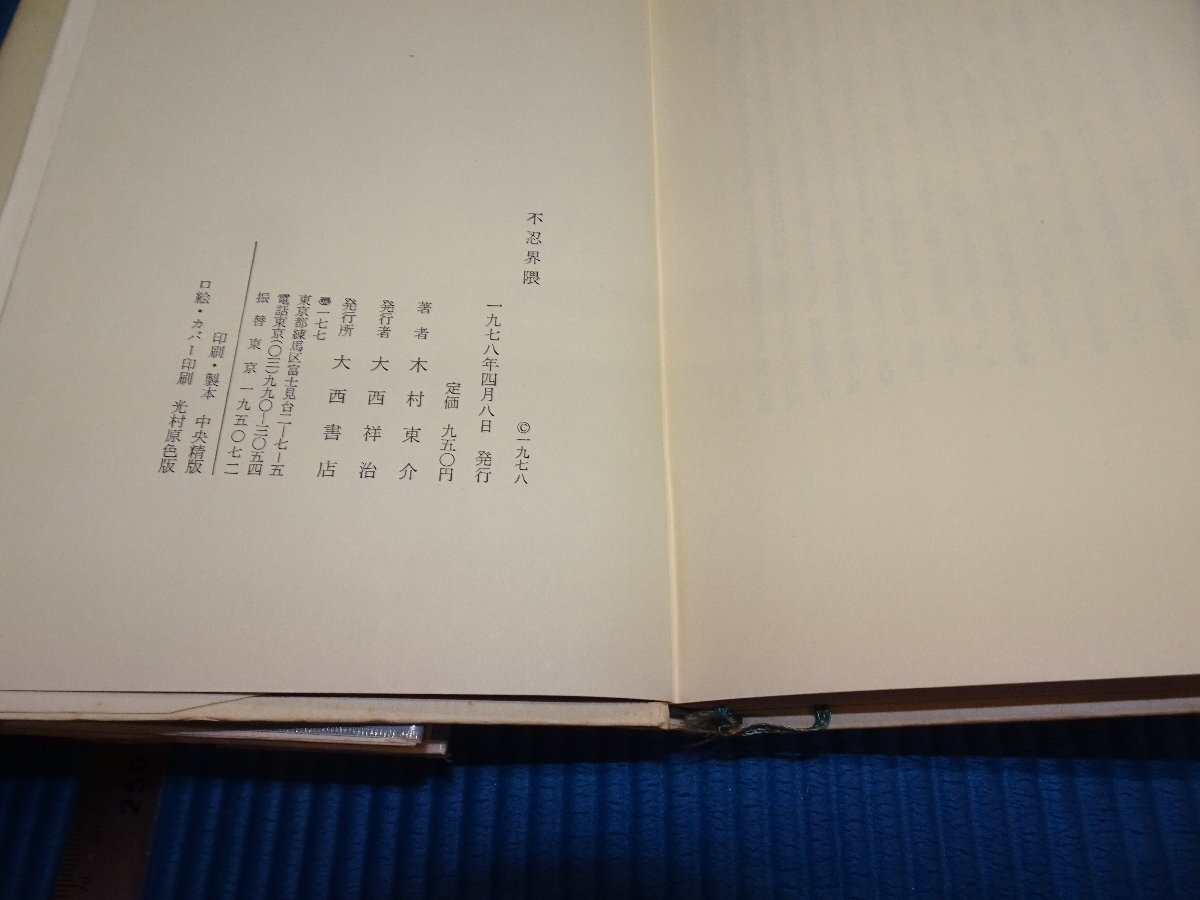 不忍界隈
©一九七八
一九七八年四月八日 発行
定価 九五〇円
著者 木村東介
発行者 大西祥治
発行所 大西書店
〠一七七
東京都練馬区富士見台二ー七ー五
電話東京(〇三)九九〇ー三〇五四
振替東京 一九五〇七二
印刷・製本 中央精版
口絵・カバー印刷 光村原色版
250